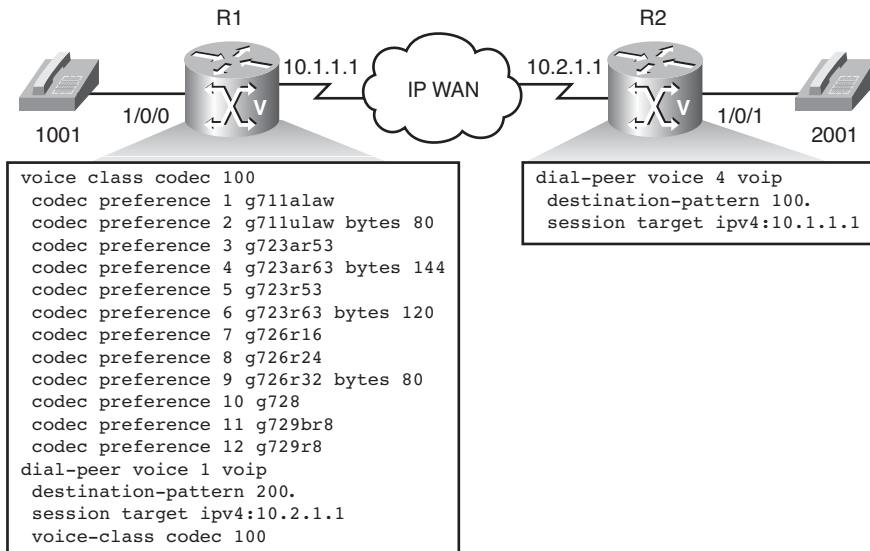 R1
R2
10.1.1.1
IP WAN
10.2.1.1
V
V
1001
1/0/0
1/0/1
2001
voice class codec 100
codec preference 1 g711alaw
codec preference 2 g711ulaw bytes 80
codec preference 3 g723ar53
codec preference 4 g723ar63 bytes 144
codec preference 5 g723r53
codec preference 6 g723r63 bytes 120
codec preference 7 g726r16
codec preference 8 g726r24
codec preference 9 g726r32 bytes 80
codec preference 10 g728
codec preference 11 g729br8
codec preference 12 g729r8
dial-peer voice 1 voip
destination-pattern 200.
session target ipv4:10.2.1.1
voice-class codec 100
dial-peer voice 4 voip
destination-pattern 100.
session target ipv4:10.1.1.1